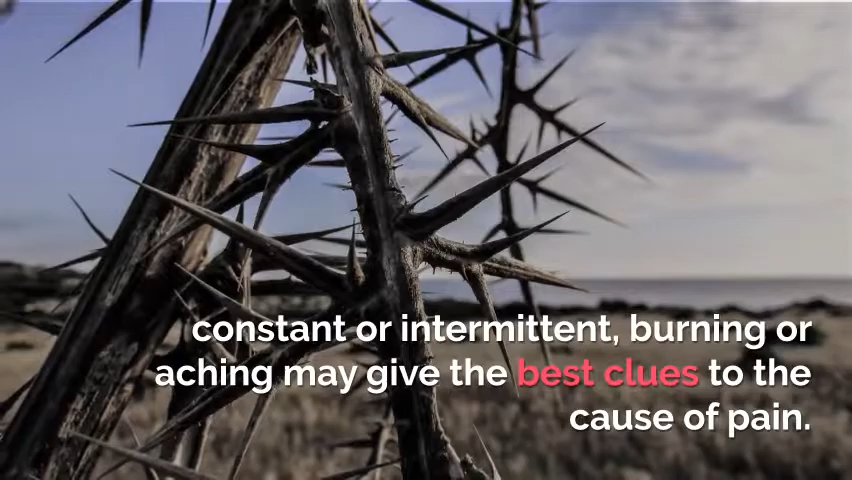 constant or intermittent, burning or
aching may give the best clues to the
cause of pain.